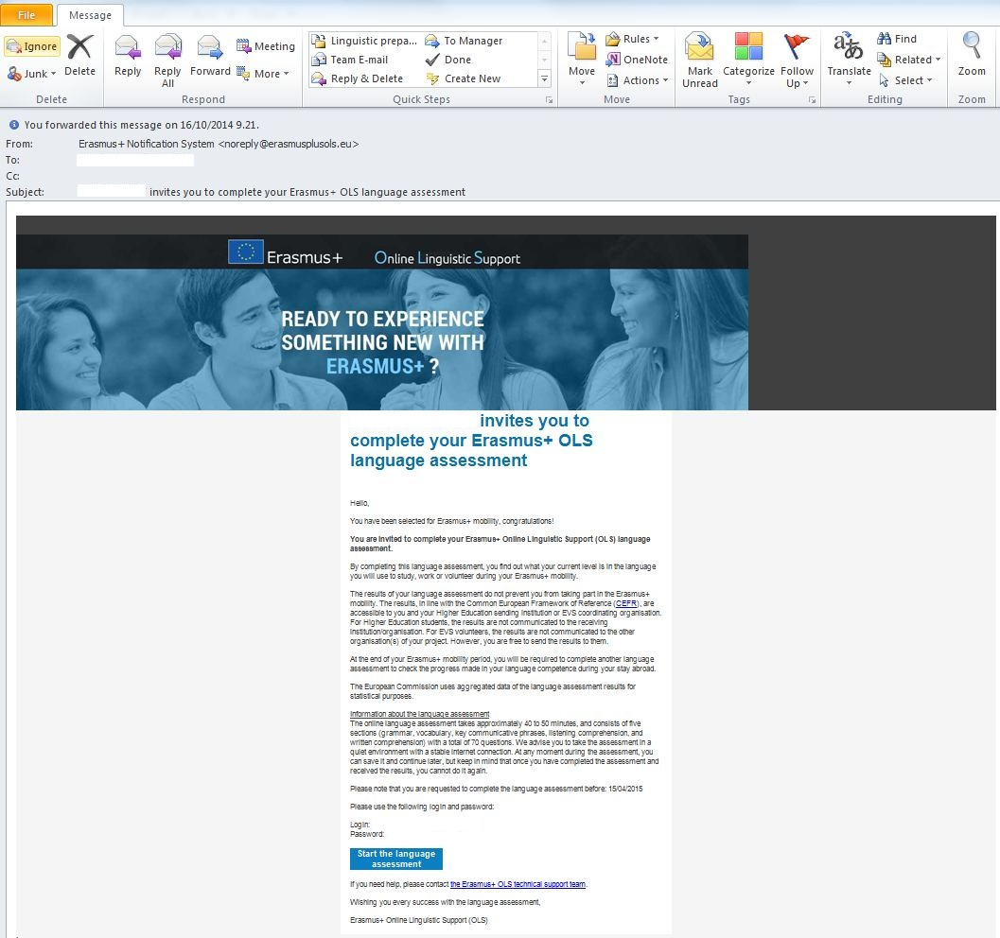 File Message
Ignore Meeting Linguistic prepa... To Manager Rules OneNote Find
Junk Delete Reply Reply All Forward More Team E-mail Done Move Actions Mark Unread Categorize Follow Up Translate Related Zoom
Reply & Delete Create New Select
Delete Respond Quick Steps Move Tags Editing Zoom
You forwarded this message on 16/10/2014 9.21.
From: Erasmus+ Notification System <noreply@erasmusplusols.eu>
To:
Cc:
Subject: invites you to complete your Erasmus+ OLS language assessment
Erasmus+ Online Linguistic Support
READY TO EXPERIENCE
SOMETHING NEW WITH
ERASMUS+ ?
invites you to
complete your Erasmus+ OLS
language assessment
Hello,
You have been selected for Erasmus+ mobility, congratulations!
You are invited to complete your Erasmus+ Online Linguistic Support (OLS) language
assessment.
By completing this language assessment, you find out what your current level is in the language
you will use to study, work or volunteer during your Erasmus+ mobility.
The results of your language assessment do not prevent you from taking part in the Erasmus+
mobility. The results, in line with the Common European Framework of Reference (CEFR), are
accessible to you and your Higher Education sending institution or EVS coordinating organisation.
For Higher Education students, the results are not communicated to the receiving
institution/organisation. For EVS volunteers, the results are not communicated to the other
organisation(s) of your project. However, you are free to send the results to them.
At the end of your Erasmus+ mobility period, you will be required to complete another language
assessment to check the progress made in your language competence during your stay abroad.
The European Commission uses aggregated data of the language assessment results for
statistical purposes.
Information about the language assessment
The online language assessment takes approximately 40 to 50 minutes, and consists of five
sections (grammar, vocabulary, key communicative phrases, listening comprehension, and
written comprehension) with a total of 70 questions. We advise you to take the assessment in a
quiet environment with a stable internet connection. At any moment during the assessment, you
can save it and continue later, but keep in mind that once you have completed the assessment and
received the results, you cannot do it again.
Please note that you are requested to complete the language assessment before: 15/04/2015
Please use the following login and password:
Login:
Password:
Start the language
assessment
If you need help, please contact the Erasmus+ OLS technical support team.
Wishing you every success with the language assessment,
Erasmus+ Online Linguistic Support (OLS)